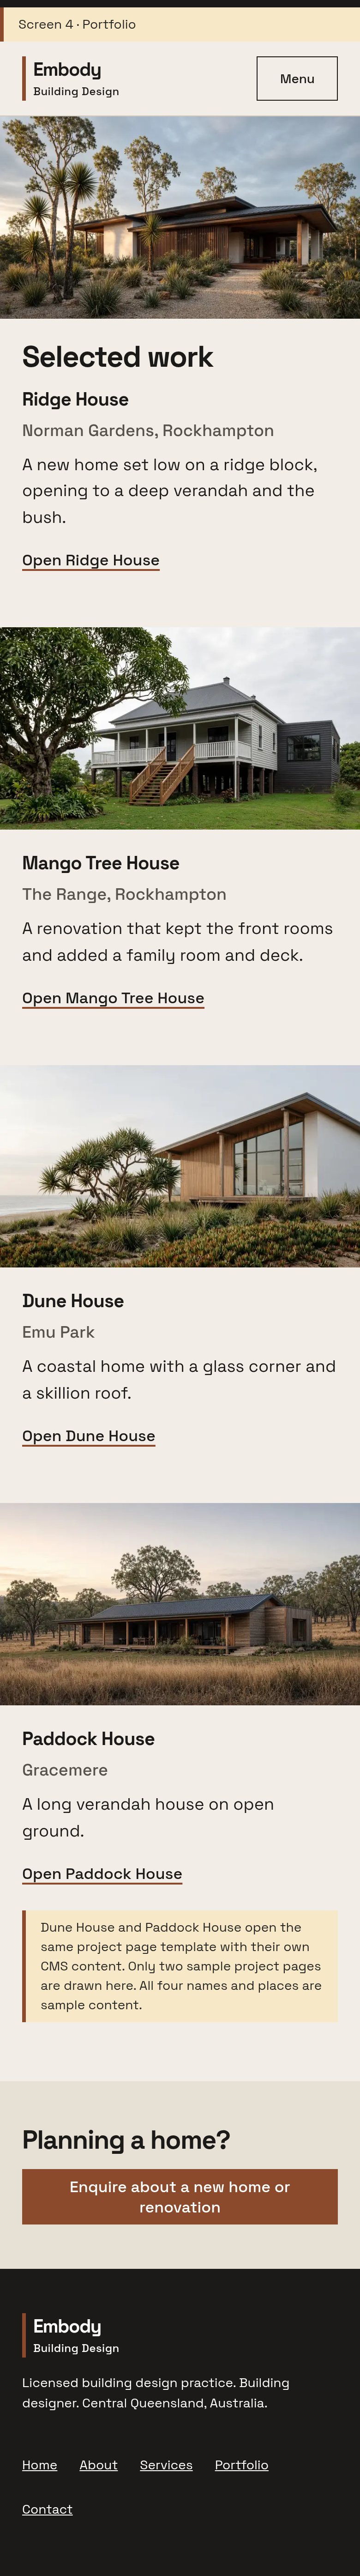 Screen 4 · Portfolio
Embody
Building Design
Menu
Selected work
Ridge House
Norman Gardens, Rockhampton
A new home set low on a ridge block,
opening to a deep verandah and the
bush.
Open Ridge House
Mango Tree House
The Range, Rockhampton
A renovation that kept the front rooms
and added a family room and deck.
Open Mango Tree House
Dune House
Emu Park
A coastal home with a glass corner and
a skillion roof.
Open Dune House
Paddock House
Gracemere
A long verandah house on open
ground.
Open Paddock House
Dune House and Paddock House open the
same project page template with their own
CMS content. Only two sample project pages
are drawn here. All four names and places are
sample content.
Planning a home?
Enquire about a new home or
renovation
Embody
Building Design
Licensed building design practice. Building
designer. Central Queensland, Australia.
Home About Services Portfolio
Contact